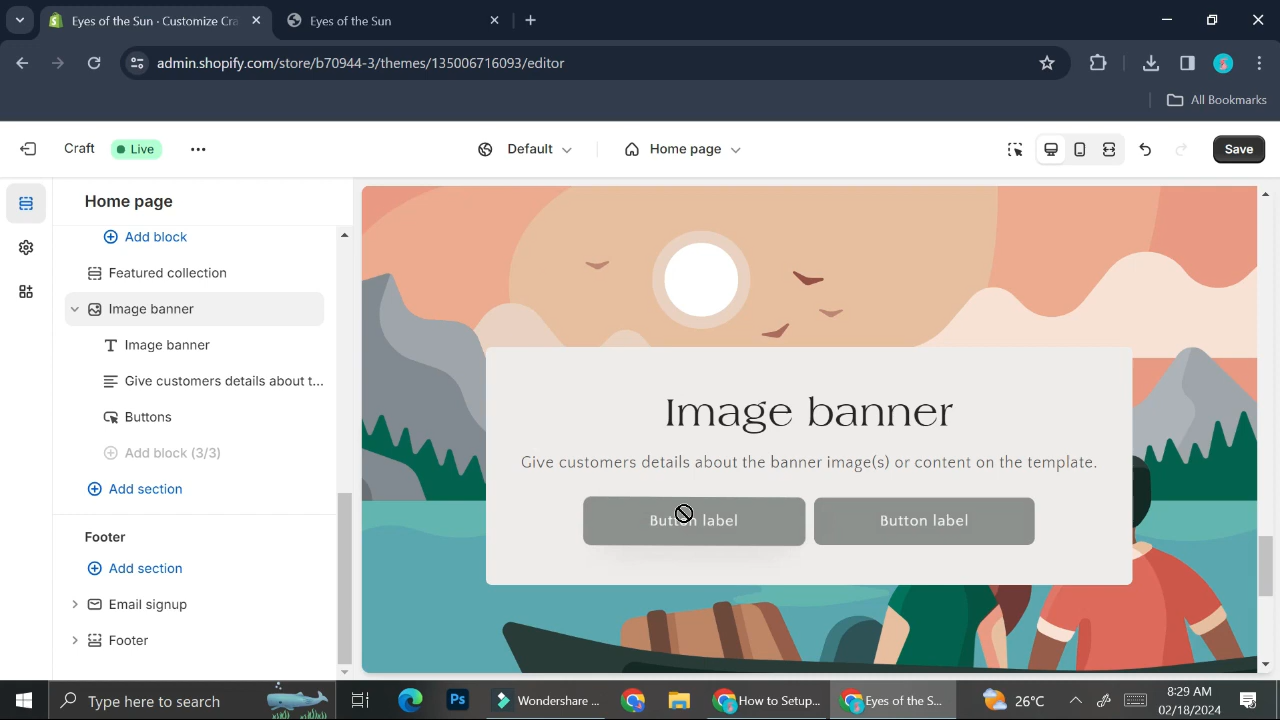 Eyes of the Sun · Customize Cra
Eyes of the Sun
admin.shopify.com/store/b70944-3/themes/135006716093/editor
All Bookmarks
Craft
Live
Default
Home page
Save
Home page
Add block
Featured collection
Image banner
Image banner
Give customers details about t...
Buttons
Add block (3/3)
Add section
Footer
Add section
Email signup
Footer
Image banner
Give customers details about the banner image(s) or content on the template.
Button label
Button label
Type here to search
Ps
Wondershare ...
How to Setup...
Eyes of the S...
26°C
8:29 AM
02/18/2024